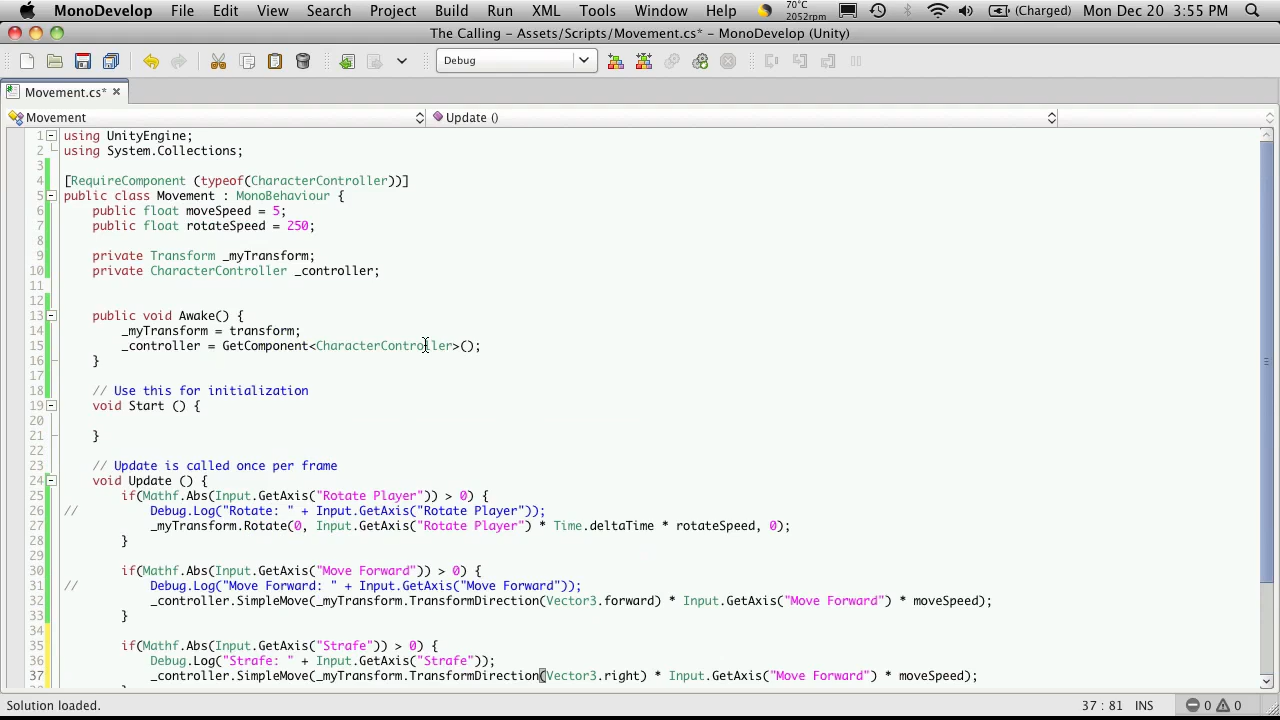 MonoDevelop File Edit View Search Project Build Run XML Tools Window Help 70°C 2052rpm (Charged) Mon Dec 20 3:55 PM
The Calling - Assets/Scripts/Movement.cs* - MonoDevelop (Unity)
Debug
Movement.cs*
Movement Update ()
1 using UnityEngine;
2 using System.Collections;
3
4 [RequireComponent (typeof(CharacterController))]
5 public class Movement : MonoBehaviour {
6 public float moveSpeed = 5;
7 public float rotateSpeed = 250;
8
9 private Transform _myTransform;
10 private CharacterController _controller;
11
12
13 public void Awake() {
14 _myTransform = transform;
15 _controller = GetComponent<CharacterController>();
16 }
17
18 // Use this for initialization
19 void Start () {
20
21 }
22
23 // Update is called once per frame
24 void Update () {
25 if(Mathf.Abs(Input.GetAxis("Rotate Player")) > 0) {
26 // Debug.Log("Rotate: " + Input.GetAxis("Rotate Player"));
27 _myTransform.Rotate(0, Input.GetAxis("Rotate Player") * Time.deltaTime * rotateSpeed, 0);
28 }
29
30 if(Mathf.Abs(Input.GetAxis("Move Forward")) > 0) {
31 // Debug.Log("Move Forward: " + Input.GetAxis("Move Forward"));
32 _controller.SimpleMove(_myTransform.TransformDirection(Vector3.forward) * Input.GetAxis("Move Forward") * moveSpeed);
33 }
34
35 if(Mathf.Abs(Input.GetAxis("Strafe")) > 0) {
36 Debug.Log("Strafe: " + Input.GetAxis("Strafe"));
37 _controller.SimpleMove(_myTransform.TransformDirection(Vector3.right) * Input.GetAxis("Move Forward") * moveSpeed);
Solution loaded. 37 : 81 INS 0 0